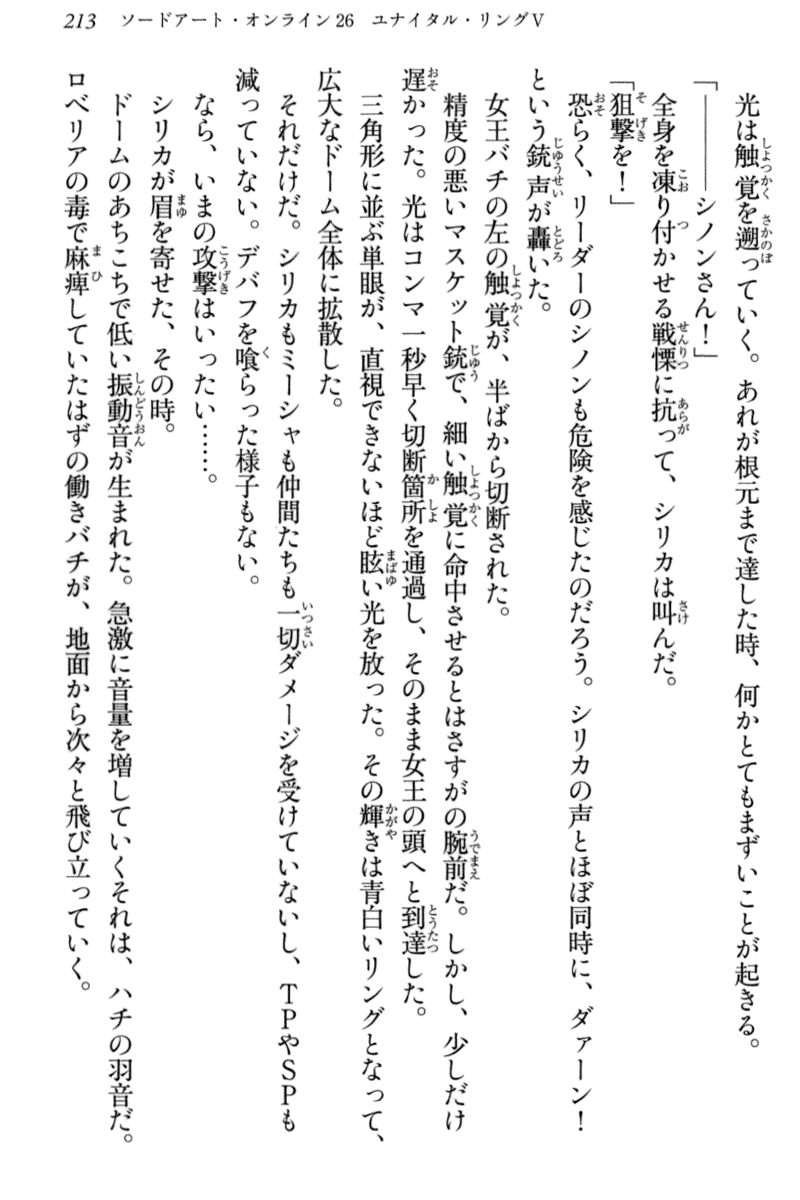 213 ソードアート・オンライン26 ユナイタル・リングⅤ
光は触覚を遡っていく。あれが根元まで達した時、何かとてもまずいことが起きる。
「―――シノンさん！」
全身を凍り付かせる戦慄に抗って、シリカは叫んだ。
「狙撃を！」
恐らく、リーダーのシノンも危険を感じたのだろう。シリカの声とほぼ同時に、ダァーン！
という銃声が轟いた。
女王バチの左の触覚が、半ばから切断された。
精度の悪いマスケット銃で、細い触覚に命中させるとはさすがの腕前だ。しかし、少しだけ
遅かった。光はコンマ一秒早く切断箇所を通過し、そのまま女王の頭へと到達した。
三角形に並ぶ単眼が、直視できないほど眩い光を放った。その輝きは青白いリングとなって、
広大なドーム全体に拡散した。
それだけだ。シリカもミーシャも仲間たちも一切ダメージを受けていないし、ＴＰやＳＰも
減っていない。デバフを喰らった様子もない。
なら、いまの攻撃はいったい……。
シリカが眉を寄せた、その時。
ドームのあちこちで低い振動音が生まれた。急激に音量を増していくそれは、ハチの羽音だ。
ロベリアの毒で麻痺していたはずの働きバチが、地面から次々と飛び立っていく。